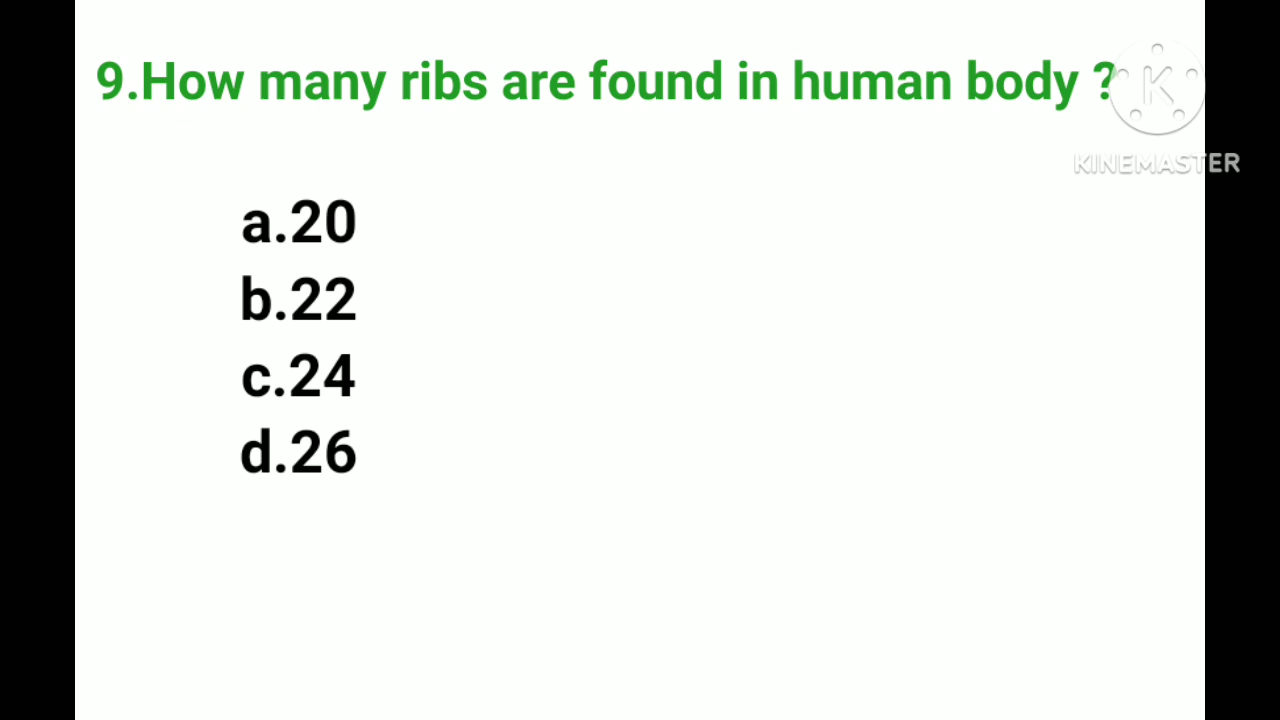 9.How many ribs are found in human body ?
K
KINEMASTER
a.20
b.22
c.24
d.26